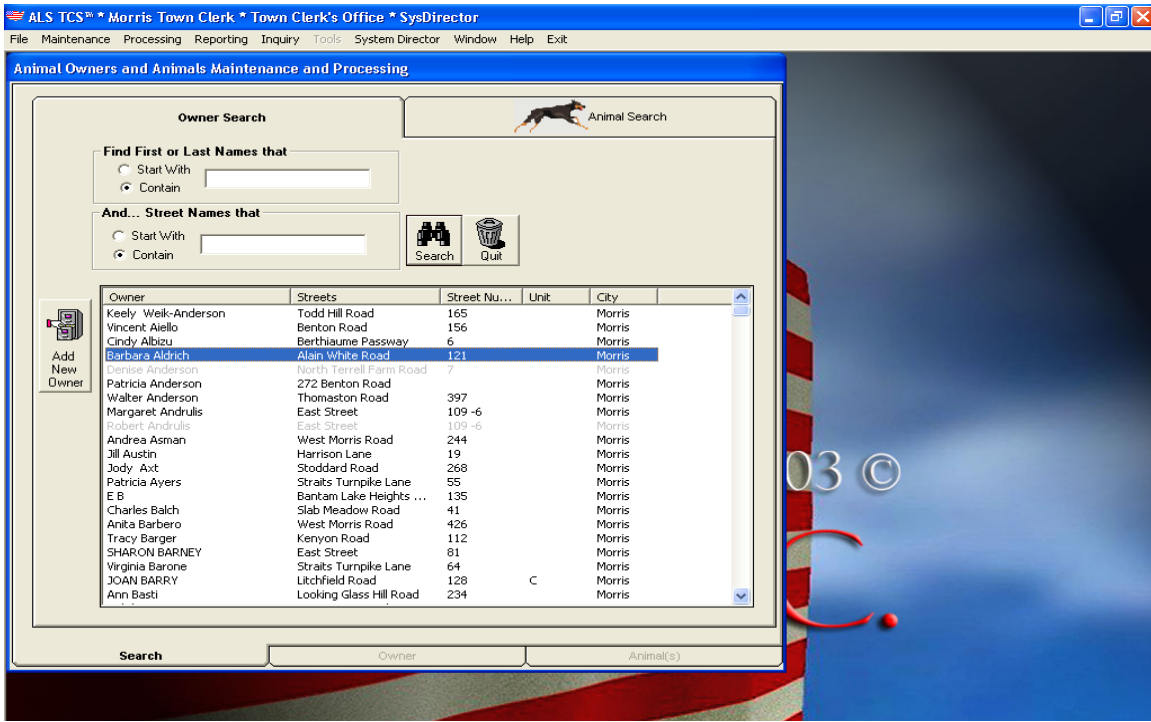 ALS TCS™ * Morris Town Clerk * Town Clerk's Office * SysDirector
File Maintenance Processing Reporting Inquiry Tools System Director Window Help Exit
Animal Owners and Animals Maintenance and Processing
Owner Search Animal Search
Find First or Last Names that
Start With
Contain
And... Street Names that
Start With
Contain
Search Quit
Add New Owner
Owner Streets Street Nu... Unit City
Keely Weik-Anderson Todd Hill Road 165 Morris
Vincent Aiello Benton Road 156 Morris
Cindy Albizu Berthiaume Passway 6 Morris
Barbara Aldrich Alain White Road 121 Morris
Denise Anderson North Terrell Farm Road 7 Morris
Patricia Anderson 272 Benton Road Morris
Walter Anderson Thomaston Road 397 Morris
Margaret Andrulis East Street 109 -6 Morris
Robert Andrulis East Street 109 -6 Morris
Andrea Asman West Morris Road 244 Morris
Jill Austin Harrison Lane 19 Morris
Jody Axt Stoddard Road 268 Morris
Patricia Ayers Straits Turnpike Lane 55 Morris
E B Bantam Lake Heights ... 135 Morris
Charles Balch Slab Meadow Road 41 Morris
Anita Barbero West Morris Road 426 Morris
Tracy Barger Kenyon Road 112 Morris
SHARON BARNEY East Street 81 Morris
Virginia Barone Straits Turnpike Lane 64 Morris
JOAN BARRY Litchfield Road 128 C Morris
Ann Basti Looking Glass Hill Road 234 Morris
Search Owner Animal(s)
03 ©
C.